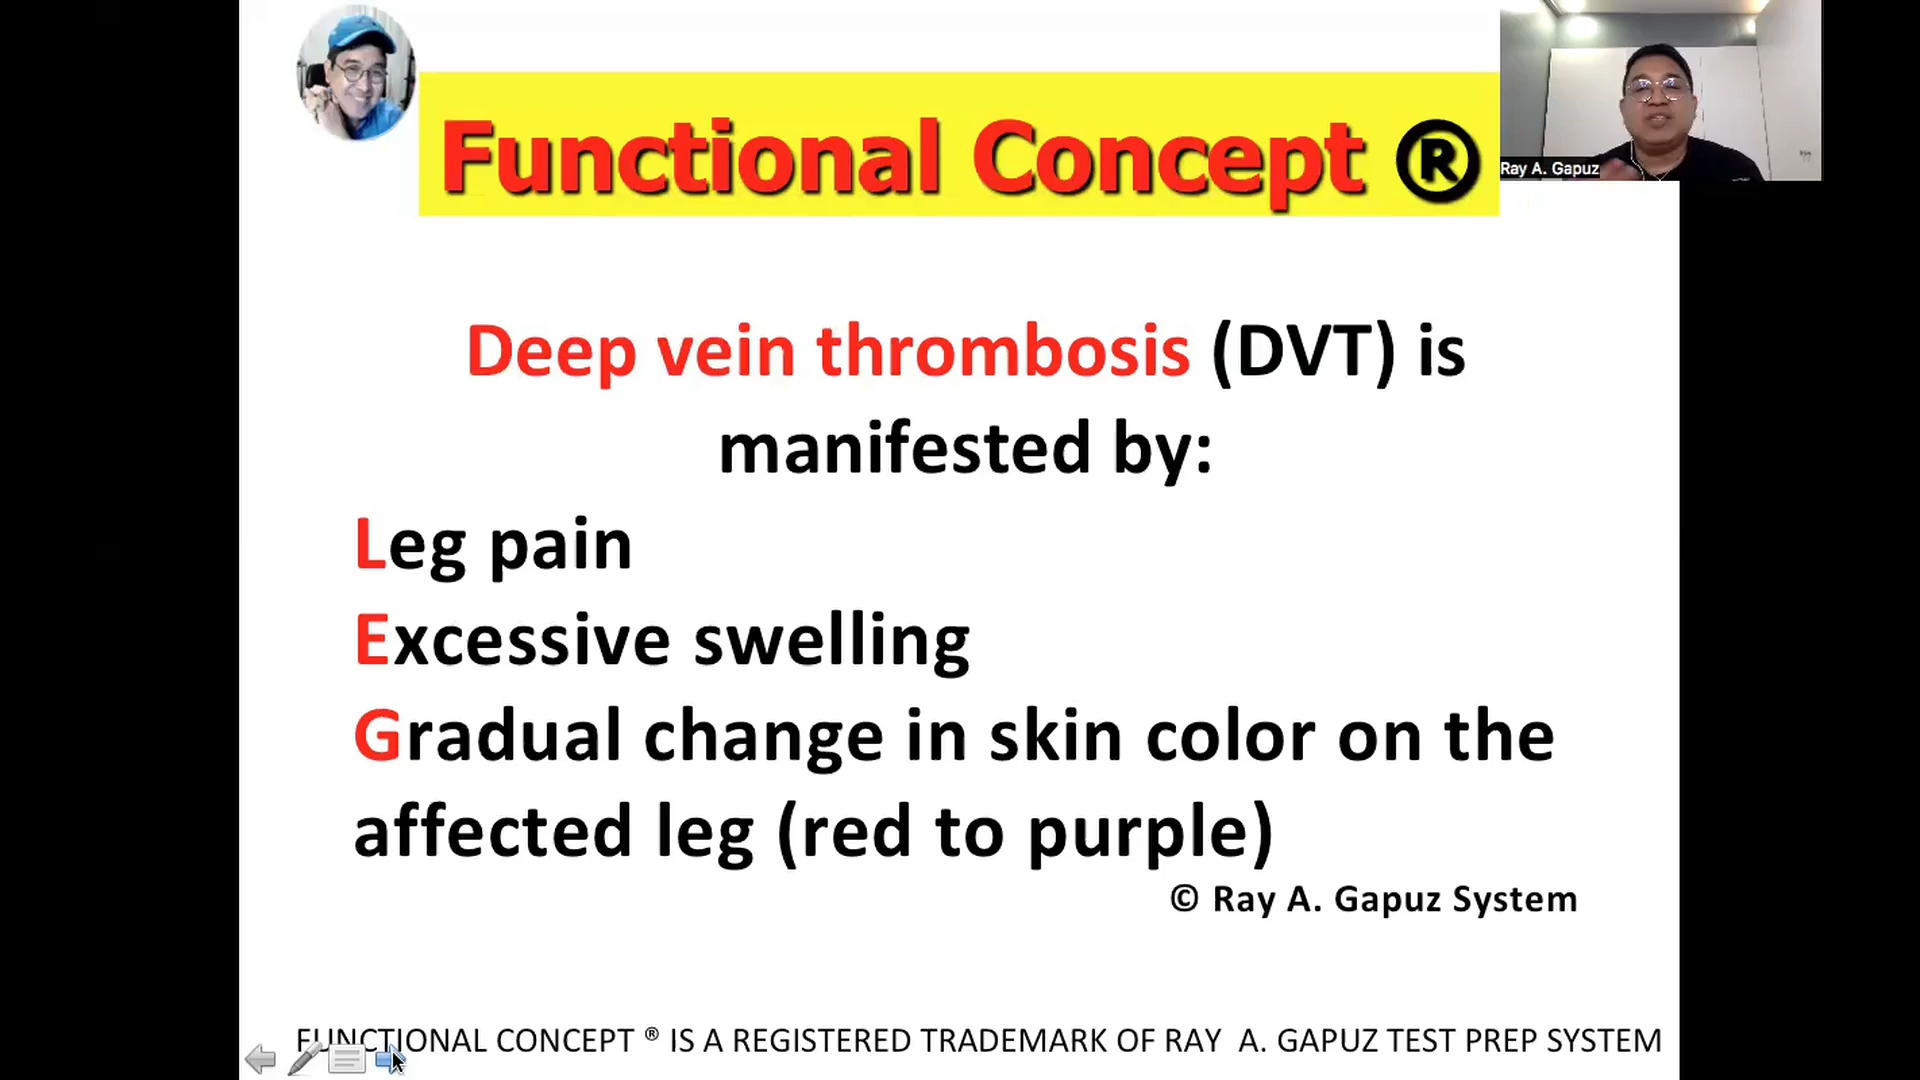 Functional Concept ®
Ray A. Gapuz
Deep vein thrombosis (DVT) is
manifested by:
Leg pain
Excessive swelling
Gradual change in skin color on the
affected leg (red to purple)
© Ray A. Gapuz System
FUNCTIONAL CONCEPT ® IS A REGISTERED TRADEMARK OF RAY A. GAPUZ TEST PREP SYSTEM